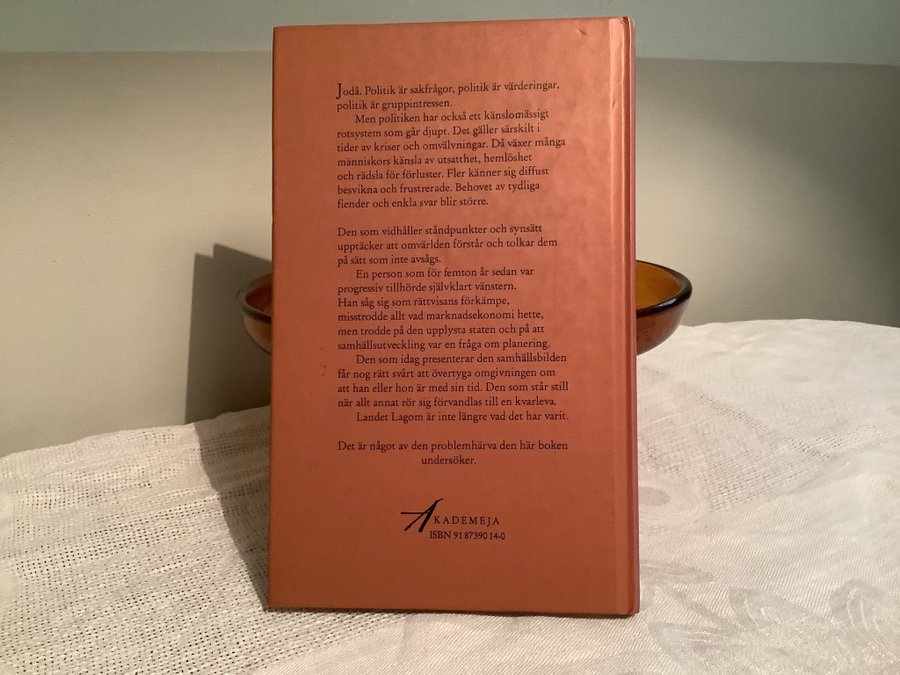 Jodå. Politik är sakfrågor, politik är värderingar,
politik är gruppintressen.
Men politiken har också ett känslomässigt
rotsystem som går djupt. Det gäller särskilt i
tider av kriser och omvälvningar. Då växer många
människors känsla av utsatthet, hemlöshet
och rädsla för förluster. Fler känner sig diffust
besvikna och frustrerade. Behovet av tydliga
fiender och enkla svar blir större.
Den som vidhåller ståndpunkter och synsätt
upptäcker att omvärlden förstår och tolkar dem
på sätt som inte avsågs.
En person som för femton år sedan var
progressiv tillhörde självklart vänstern.
Han såg sig som rättvisans förkämpe,
misstrodde allt vad marknadsekonomi hette,
men trodde på den upplysta staten och på att
samhällsutveckling var en fråga om planering.
Den som idag presenterar den samhällsbilden
får nog rätt svårt att övertyga omgivningen om
att han eller hon är med sin tid. Den som står still
när allt annat rör sig förvandlas till en kvarleva.
Landet Lagom är inte längre vad det har varit.
Det är något av den problemhärva den här boken
undersöker.
AKADEMEJA
ISBN 91 87390 14-0